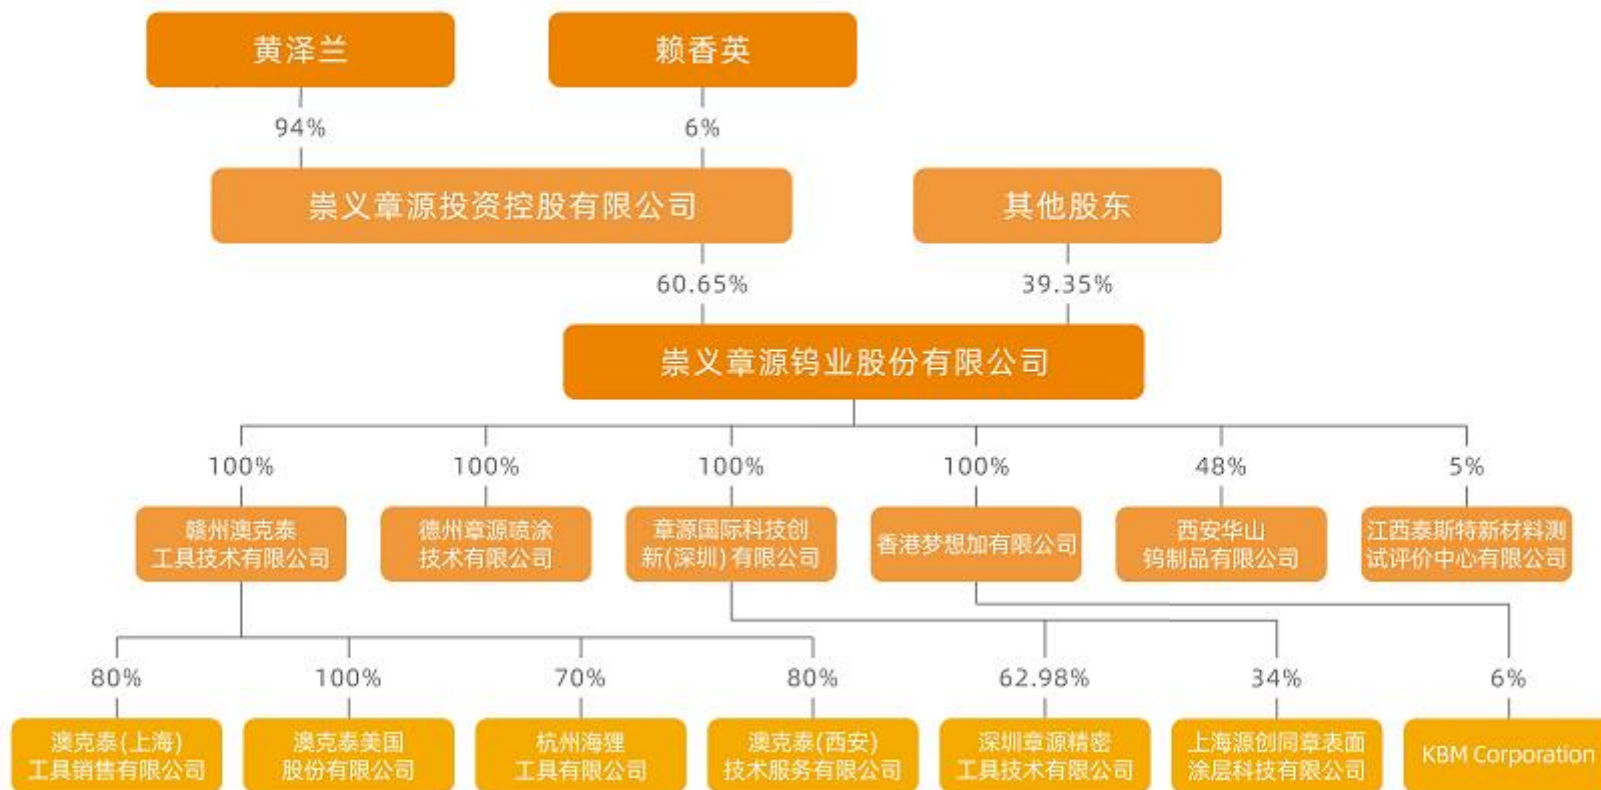 黄泽兰
赖香英
94%
6%
崇义章源投资控股有限公司
其他股东
60.65%
39.35%
崇义章源钨业股份有限公司
100%
100%
100%
100%
48%
5%
赣州澳克泰
工具技术有限公司
德州章源喷涂
技术有限公司
章源国际科技创
新(深圳)有限公司
香港梦想加有限公司
西安华山
钨制品有限公司
江西泰斯特新材料测
试评价中心有限公司
80%
100%
70%
80%
62.98%
34%
6%
澳克泰(上海)
工具销售有限公司
澳克泰美国
股份有限公司
杭州海狸
工具有限公司
澳克泰(西安)
技术服务有限公司
深圳章源精密
工具技术有限公司
上海源创同章表面
涂层科技有限公司
KBM Corporation